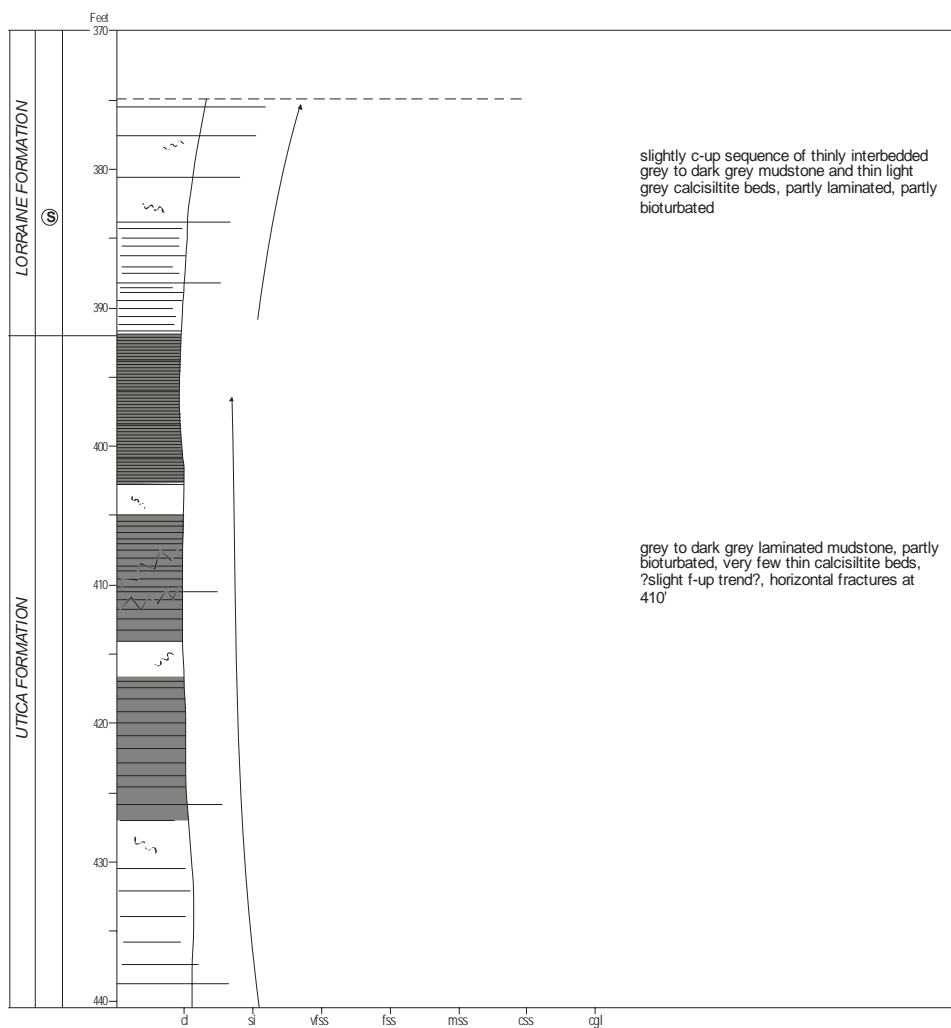 Feet
370
380
390
400
410
420
430
440
LORRAINE FORMATION
S
UTICA FORMATION
slightly c-up sequence of thinly interbedded
grey to dark grey mudstone and thin light
grey calcisiltite beds, partly laminated, partly
bioturbated
grey to dark grey laminated mudstone, partly
bioturbated, very few thin calcisiltite beds,
?slight f-up trend?, horizontal fractures at
410'
cl si vfss fss mss css cgl